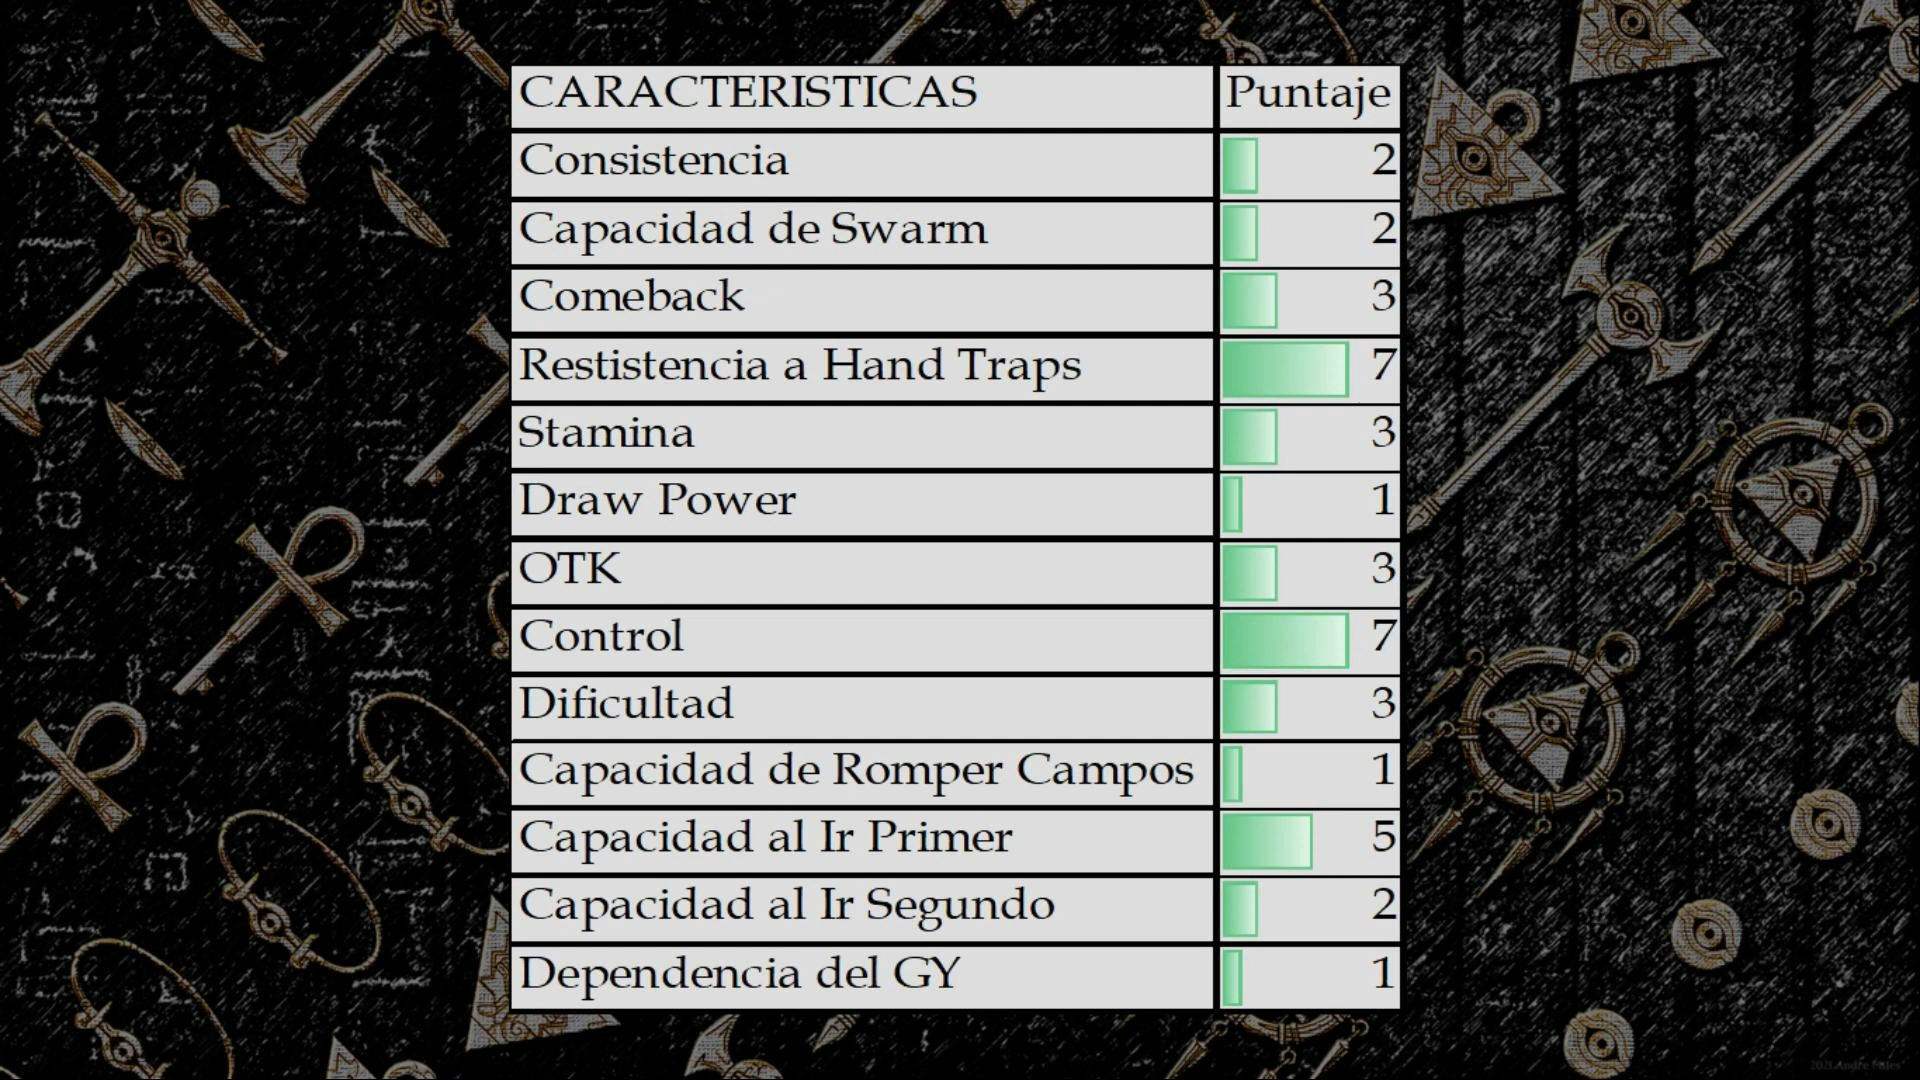 CARACTERISTICAS Puntaje
Consistencia 2
Capacidad de Swarm 2
Comeback 3
Restistencia a Hand Traps 7
Stamina 3
Draw Power 1
OTK 3
Control 7
Dificultad 3
Capacidad de Romper Campos 1
Capacidad al Ir Primer 5
Capacidad al Ir Segundo 2
Dependencia del GY 1